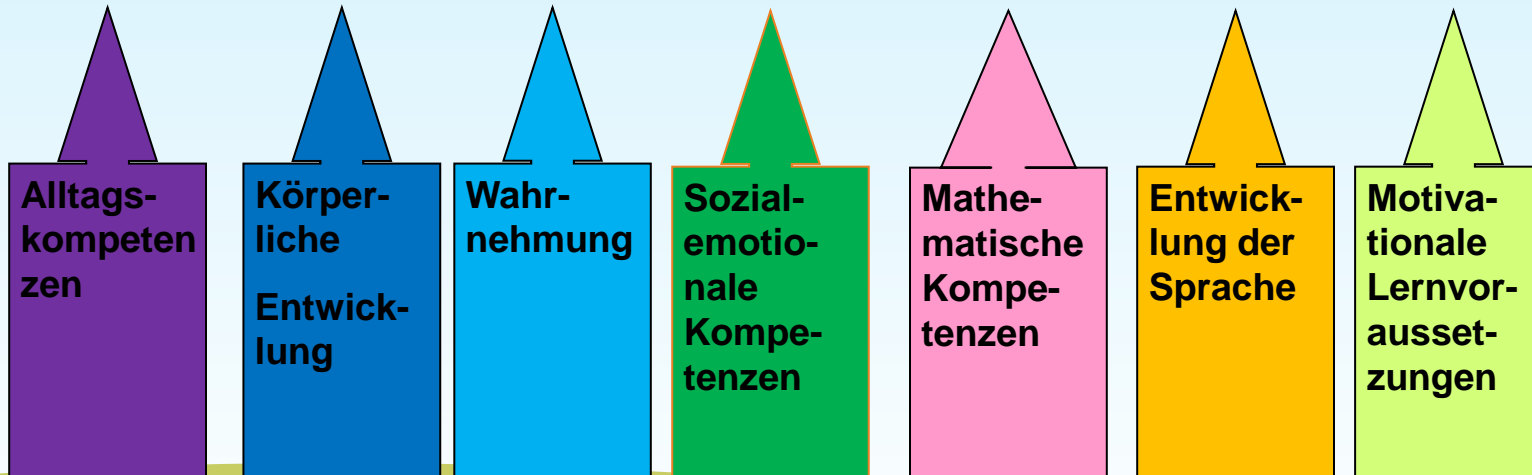 Alltags-
kompeten
zen
Körper-
liche
Entwick-
lung
Wahr-
nehmung
Sozial-
emotio-
nale
Kompe-
tenzen
Mathe-
matische
Kompe-
tenzen
Entwick-
lung der
Sprache
Motiva-
tionale
Lernvor-
ausset-
zungen